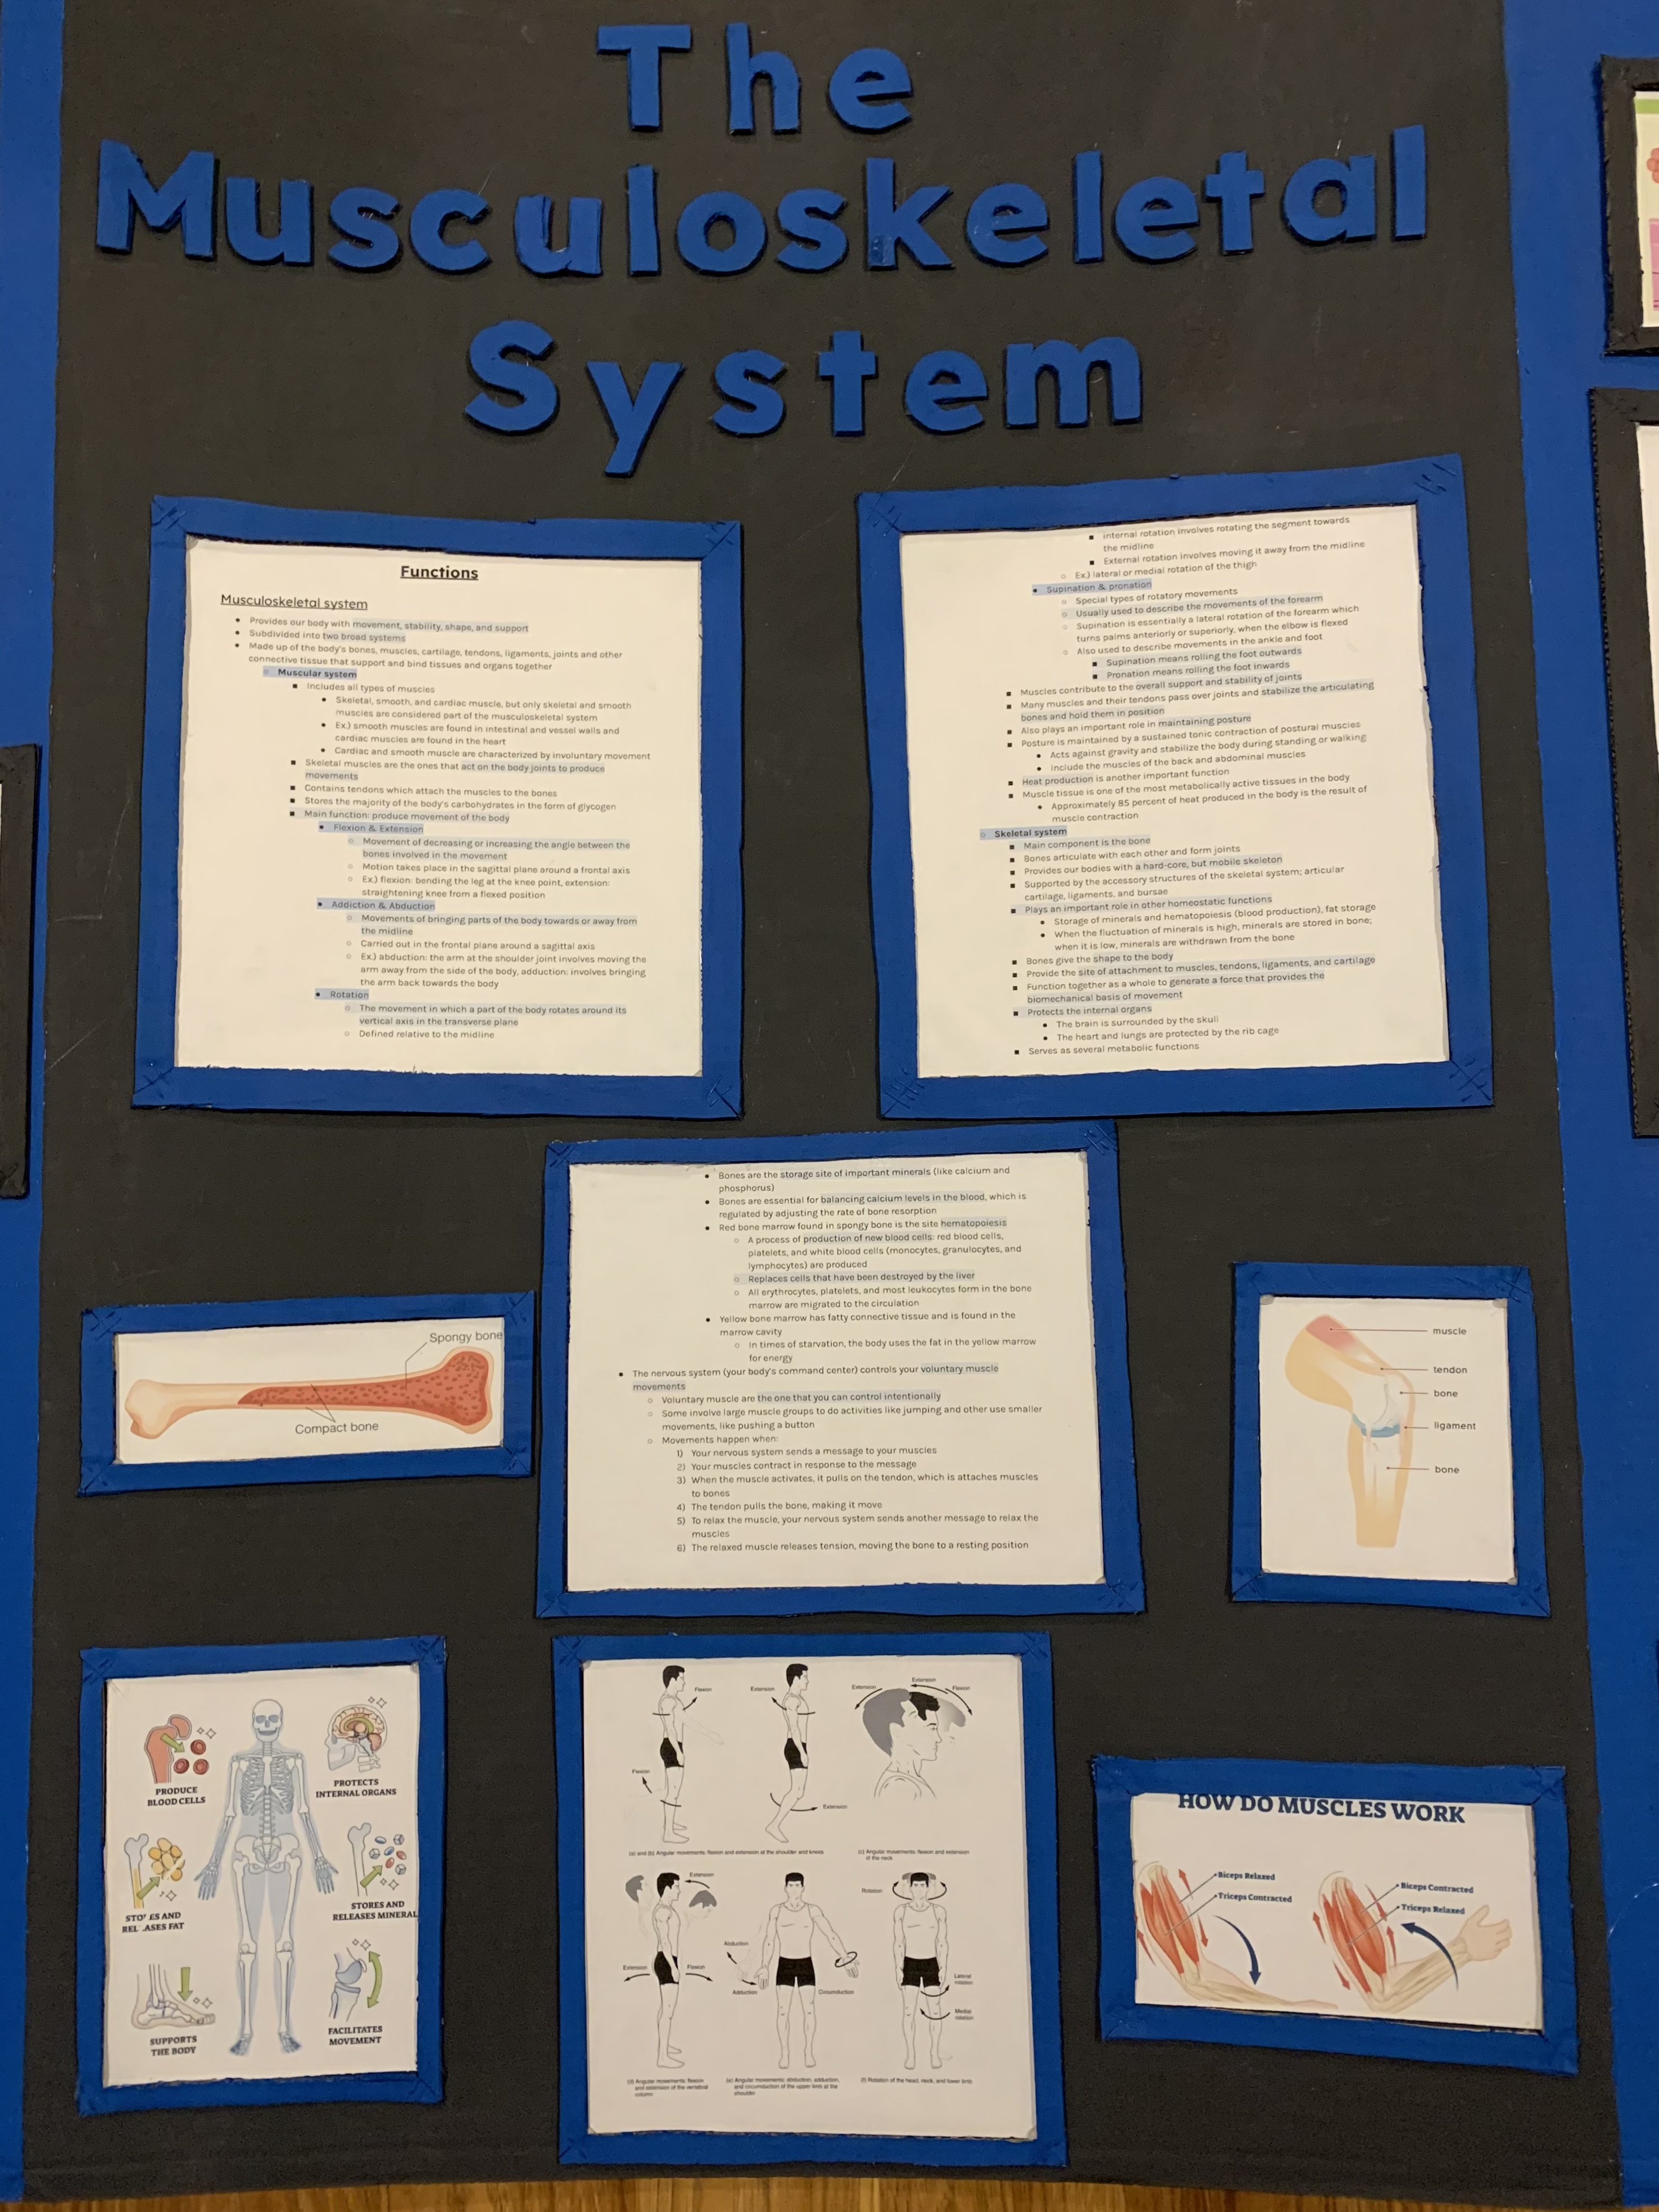 The
Musculoskeletal
System
Functions
Musculoskeletal system
Provides our body with movement, stability, shape, and support
Subdivided into two broad systems
Made up of the body's bones, muscles, cartilage, tendons, ligaments, joints and other
connective tissue that support and bind tissues and organs together
Muscular system
Includes all types of muscles
Skeletal, smooth, and cardiac muscle, but only skeletal and smooth
muscles are considered part of the musculoskeletal system
Ex.) smooth muscles are found in intestinal and vessel walls and
cardiac muscles are found in the heart
Cardiac and smooth muscle are characterized by involuntary movement
Skeletal muscles are the ones that act on the body joints to produce
movements
Contains tendons which attach the muscles to the bones
Stores the majority of the body's carbohydrates in the form of glycogen
Main function: produce movement of the body
Flexion & Extension
Movement of decreasing or increasing the angle between the
bones involved in the movement
Motion takes place in the sagittal plane around a frontal axis
Ex.) flexion: bending the leg at the knee point, extension:
straightening knee from a flexed position
Addiction & Abduction
Movements of bringing parts of the body towards or away from
the midline
Carried out in the frontal plane around a sagittal axis
Ex.) abduction: the arm at the shoulder joint involves moving the
arm away from the side of the body, adduction: involves bringing
the arm back towards the body
Rotation
The movement in which a part of the body rotates around its
vertical axis in the transverse plane
Defined relative to the midline
internal rotation involves rotating the segment towards
the midline
External rotation involves moving it away from the midline
Ex.) lateral or medial rotation of the thigh
Supination & pronation
Special types of rotatory movements
Usually used to describe the movements of the forearm
Supination is essentially a lateral rotation of the forearm which
turns palms anteriorly or superiorly, when the elbow is flexed
Also used to describe movements in the ankle and foot
Supination means rolling the foot outwards
Pronation means rolling the foot inwards
Muscles contribute to the overall support and stability of joints
Many muscles and their tendons pass over joints and stabilize the articulating
bones and hold them in position
Also plays an important role in maintaining posture
Posture is maintained by a sustained tonic contraction of postural muscles
Acts against gravity and stabilize the body during standing or walking
Include the muscles of the back and abdominal muscles
Heat production is another important function
Muscle tissue is one of the most metabolically active tissues in the body
Approximately 85 percent of heat produced in the body is the result of
muscle contraction
Skeletal system
Main component is the bone
Bones articulate with each other and form joints
Provides our bodies with a hard-core, but mobile skeleton
Supported by the accessory structures of the skeletal system; articular
cartilage, ligaments, and bursae
Plays an important role in other homeostatic functions
Storage of minerals and hematopoiesis (blood production), fat storage
When the fluctuation of minerals is high, minerals are stored in bone;
when it is low, minerals are withdrawn from the bone
Bones give the shape to the body
Provide the site of attachment to muscles, tendons, ligaments, and cartilage
Function together as a whole to generate a force that provides the
biomechanical basis of movement
Protects the internal organs
The brain is surrounded by the skull
The heart and lungs are protected by the rib cage
Serves as several metabolic functions
Bones are the storage site of important minerals (like calcium and
phosphorus)
Bones are essential for balancing calcium levels in the blood, which is
regulated by adjusting the rate of bone resorption
Red bone marrow found in spongy bone is the site hematopoiesis
A process of production of new blood cells: red blood cells,
platelets, and white blood cells (monocytes, granulocytes, and
lymphocytes) are produced
Replaces cells that have been destroyed by the liver
All erythrocytes, platelets, and most leukocytes form in the bone
marrow are migrated to the circulation
Yellow bone marrow has fatty connective tissue and is found in the
marrow cavity
In times of starvation, the body uses the fat in the yellow marrow
for energy
The nervous system (your body's command center) controls your voluntary muscle
movements
Voluntary muscle are the one that you can control intentionally
Some involve large muscle groups to do activities like jumping and other use smaller
movements, like pushing a button
Movements happen when:
1) Your nervous system sends a message to your muscles
2) Your muscles contract in response to the message
3) When the muscle activates, it pulls on the tendon, which is attaches muscles
to bones
4) The tendon pulls the bone, making it move
5) To relax the muscle, your nervous system sends another message to relax the
muscles
6) The relaxed muscle releases tension, moving the bone to a resting position
Spongy bone
Compact bone
muscle
tendon
bone
ligament
bone
PRODUCE
BLOOD CELLS
PROTECTS
INTERNAL ORGANS
STORES AND
RELEASES FAT
STORES AND
RELEASES MINERAL
SUPPORTS
THE BODY
FACILITATES
MOVEMENT
Flexion
Extension
Extension
Extension
Flexion
Flexion
Extension
(a) and (b) Angular movements: flexion and extension at the shoulder and knees
(c) Angular movements: flexion and extension
of the neck
Extension
Extension
Flexion
Abduction
Adduction
Circumduction
Rotation
Lateral
rotation
Medial
rotation
(d) Angular movements: flexion
and extension of the vertebral
column
(e) Angular movements: abduction, adduction,
and circumduction of the upper limb at the
shoulder
(f) Rotation of the head, neck, and lower limb
HOW DO MUSCLES WORK
Biceps Relaxed
Triceps Contracted
Biceps Contracted
Triceps Relaxed